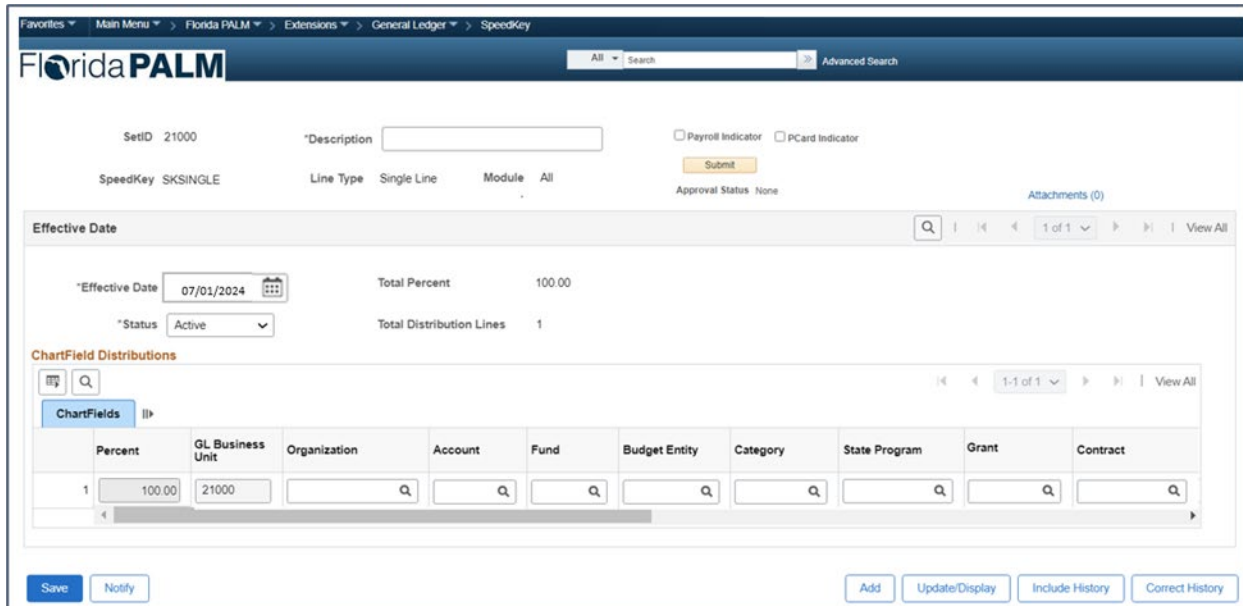 Favorites Main Menu > Florida PALM > Extensions > General Ledger > SpeedKey
Florida PALM All Search Advanced Search
SetID 21000 *Description Payroll Indicator PCard Indicator
Submit
SpeedKey SKSINGLE Line Type Single Line Module All Approval Status None
Attachments (0)
Effective Date 1 of 1 View All
*Effective Date 07/01/2024 Total Percent 100.00
*Status Active Total Distribution Lines 1
ChartField Distributions
1-1 of 1 View All
ChartFields
Percent GL Business Unit Organization Account Fund Budget Entity Category State Program Grant Contract
1 100.00 21000
Save Notify Add Update/Display Include History Correct History